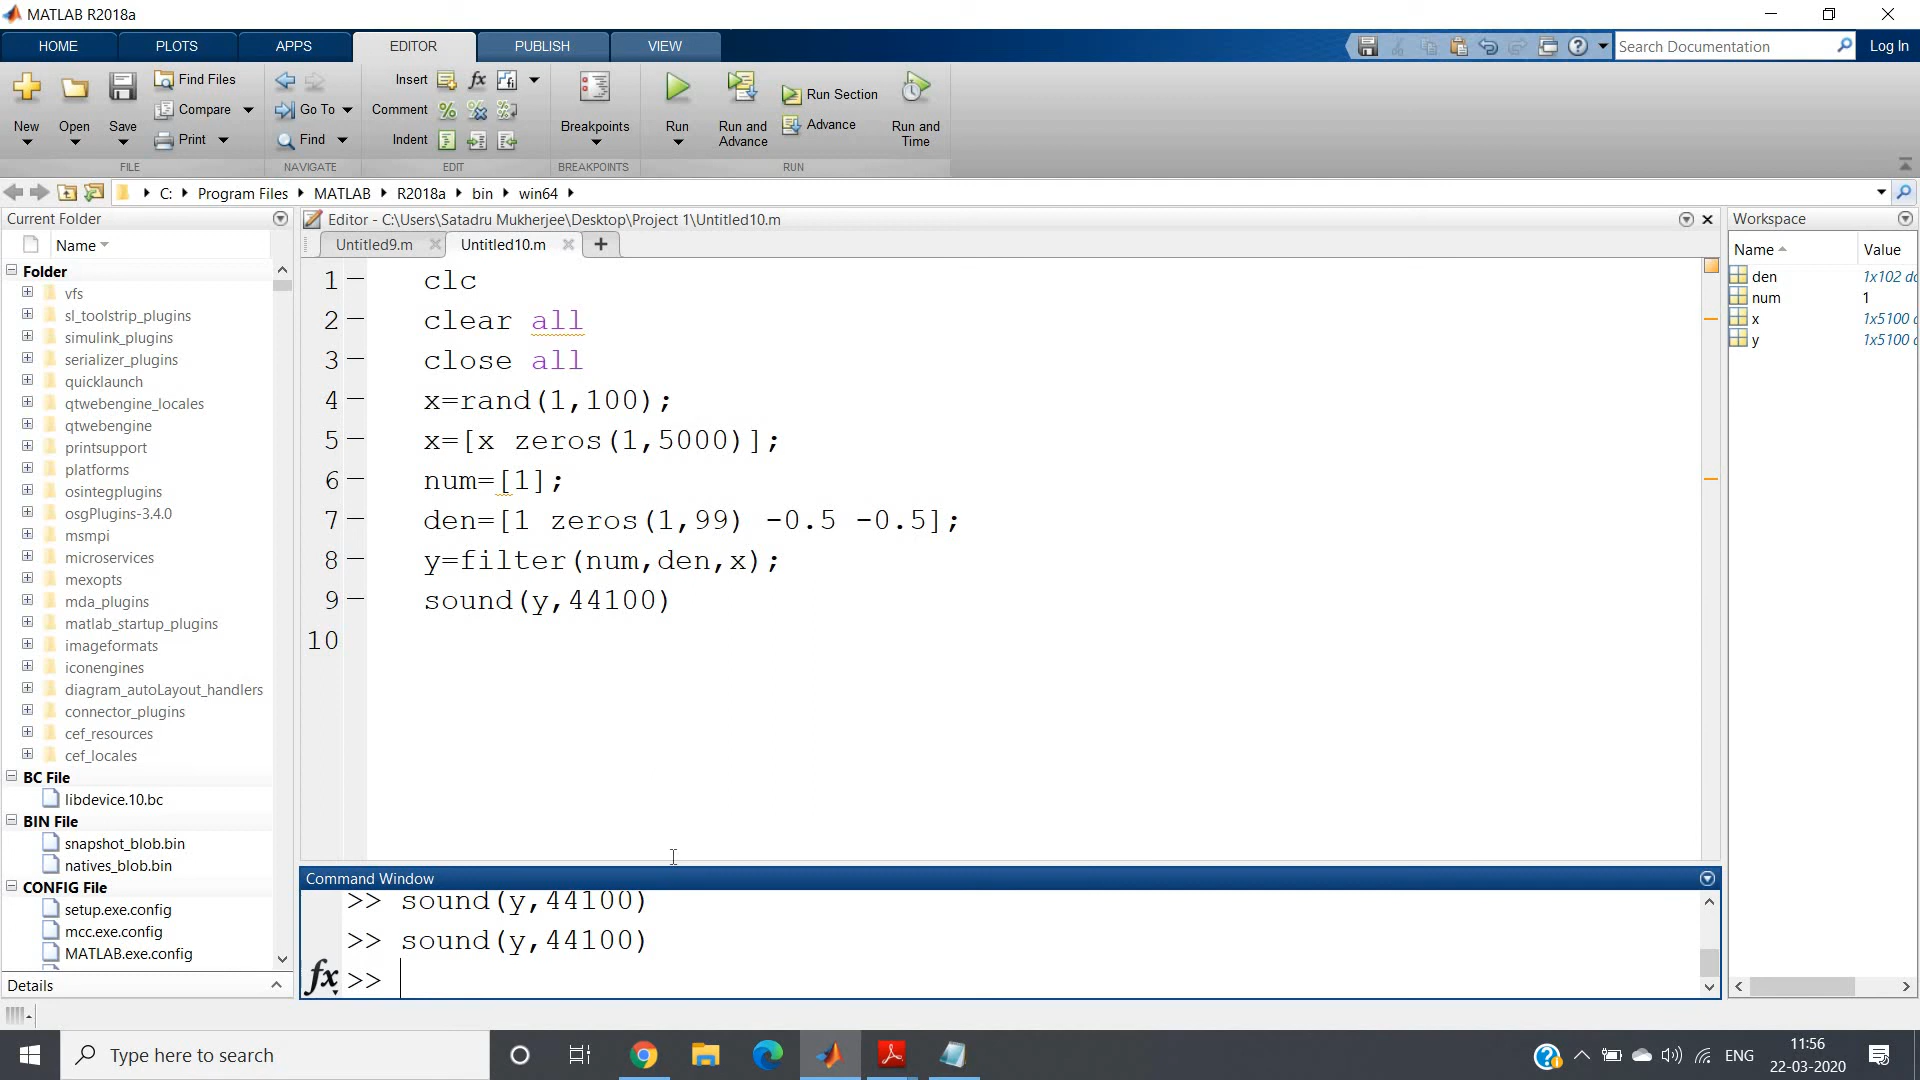 MATLAB R2018a
HOME PLOTS APPS EDITOR PUBLISH VIEW
Search Documentation Log In
New Open Save
Find Files
Compare
Print
FILE
Go To
Find
NAVIGATE
Insert fx
Comment
Indent
EDIT
Breakpoints
BREAKPOINTS
Run
Run and Advance
Run Section
Advance
Run and Time
RUN
C: Program Files MATLAB R2018a bin win64
Current Folder
Name
Folder
vfs
sl_toolstrip_plugins
simulink_plugins
serializer_plugins
quicklaunch
qtwebengine_locales
qtwebengine
printsupport
platforms
osintegplugins
osgPlugins-3.4.0
msmpi
microservices
mexopts
mda_plugins
matlab_startup_plugins
imageformats
iconengines
diagram_autoLayout_handlers
connector_plugins
cef_resources
cef_locales
BC File
libdevice.10.bc
BIN File
snapshot_blob.bin
natives_blob.bin
CONFIG File
setup.exe.config
mcc.exe.config
MATLAB.exe.config
Details
Editor - C:\Users\Satadru Mukherjee\Desktop\Project 1\Untitled10.m
Untitled9.m Untitled10.m
1 clc
2 clear all
3 close all
4 x=rand(1,100);
5 x=[x zeros(1,5000)];
6 num=[1];
7 den=[1 zeros(1,99) -0.5 -0.5];
8 y=filter(num,den,x);
9 sound(y,44100)
10
Command Window
>> sound(y,44100)
>> sound(y,44100)
fx >>
Workspace
Name Value
den 1x102 do
num 1
x 1x5100 d
y 1x5100 d
Type here to search
ENG
11:56
22-03-2020